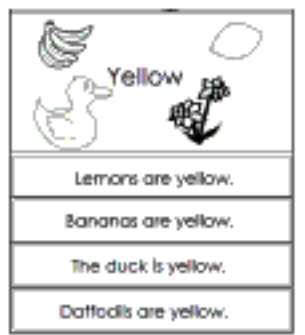 Yellow
Lemons are yellow.
Bananas are yellow.
The duck is yellow.
Daffodils are yellow.